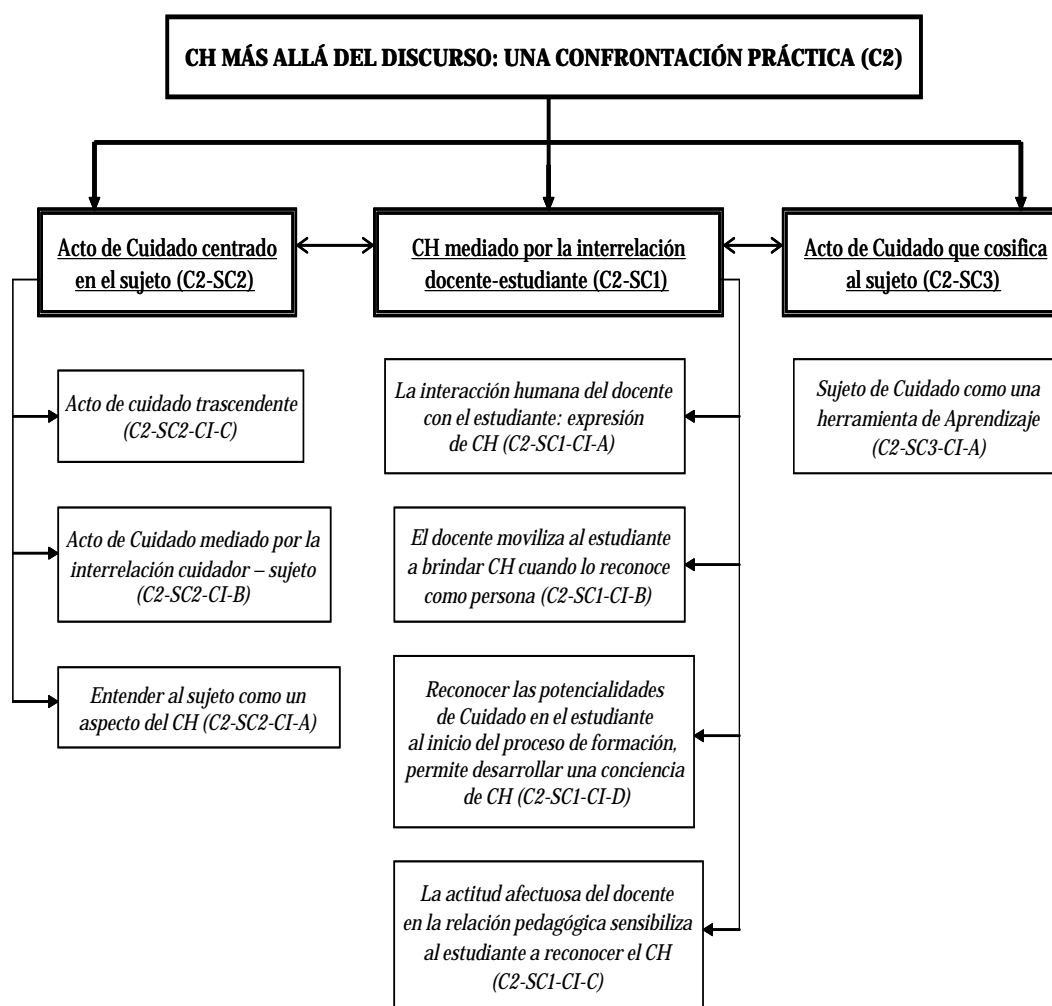 CH MÁS ALLÁ DEL DISCURSO: UNA CONFRONTACIÓN PRÁCTICA (C2)
Acto de Cuidado centrado
en el sujeto (C2-SC2)
CH mediado por la interrelación
docente-estudiante (C2-SC1)
Acto de Cuidado que cosifica
al sujeto (C2-SC3)
Acto de cuidado trascendente
(C2-SC2-CI-C)
Acto de Cuidado mediado por la
interrelación cuidador – sujeto
(C2-SC2-CI-B)
Entender al sujeto como un
aspecto del CH (C2-SC2-CI-A)
La interacción humana del docente
con el estudiante: expresión
de CH (C2-SC1-CI-A)
El docente moviliza al estudiante
a brindar CH cuando lo reconoce
como persona (C2-SC1-CI-B)
Reconocer las potencialidades
de Cuidado en el estudiante
al inicio del proceso de formación,
permite desarrollar una conciencia
de CH (C2-SC1-CI-D)
La actitud afectuosa del docente
en la relación pedagógica sensibiliza
al estudiante a reconocer el CH
(C2-SC1-CI-C)
Sujeto de Cuidado como una
herramienta de Aprendizaje
(C2-SC3-CI-A)